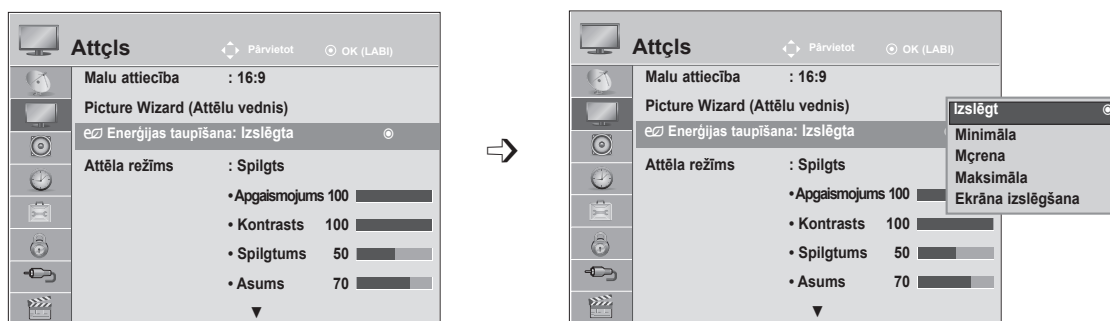 Attçls Pārvietot OK (LABI)
Malu attiecība : 16:9
Picture Wizard (Attēlu vednis)
e Enerģijas taupīšana: Izslēgta
Attēla režīms : Spilgts
•Apgaismojums 100
• Kontrasts 100
• Spilgtums 50
• Asums 70
▼
Attçls Pārvietot OK (LABI)
Malu attiecība : 16:9
Picture Wizard (Attēlu vednis)
e Enerģijas taupīšana: Izslēgta
Attēla režīms : Spilgts
•Apgaismojums 100
• Kontrasts 100
• Spilgtums 50
• Asums 70
▼
Izslēgt
Minimāla
Mçrena
Maksimāla
Ekrāna izslēgšana